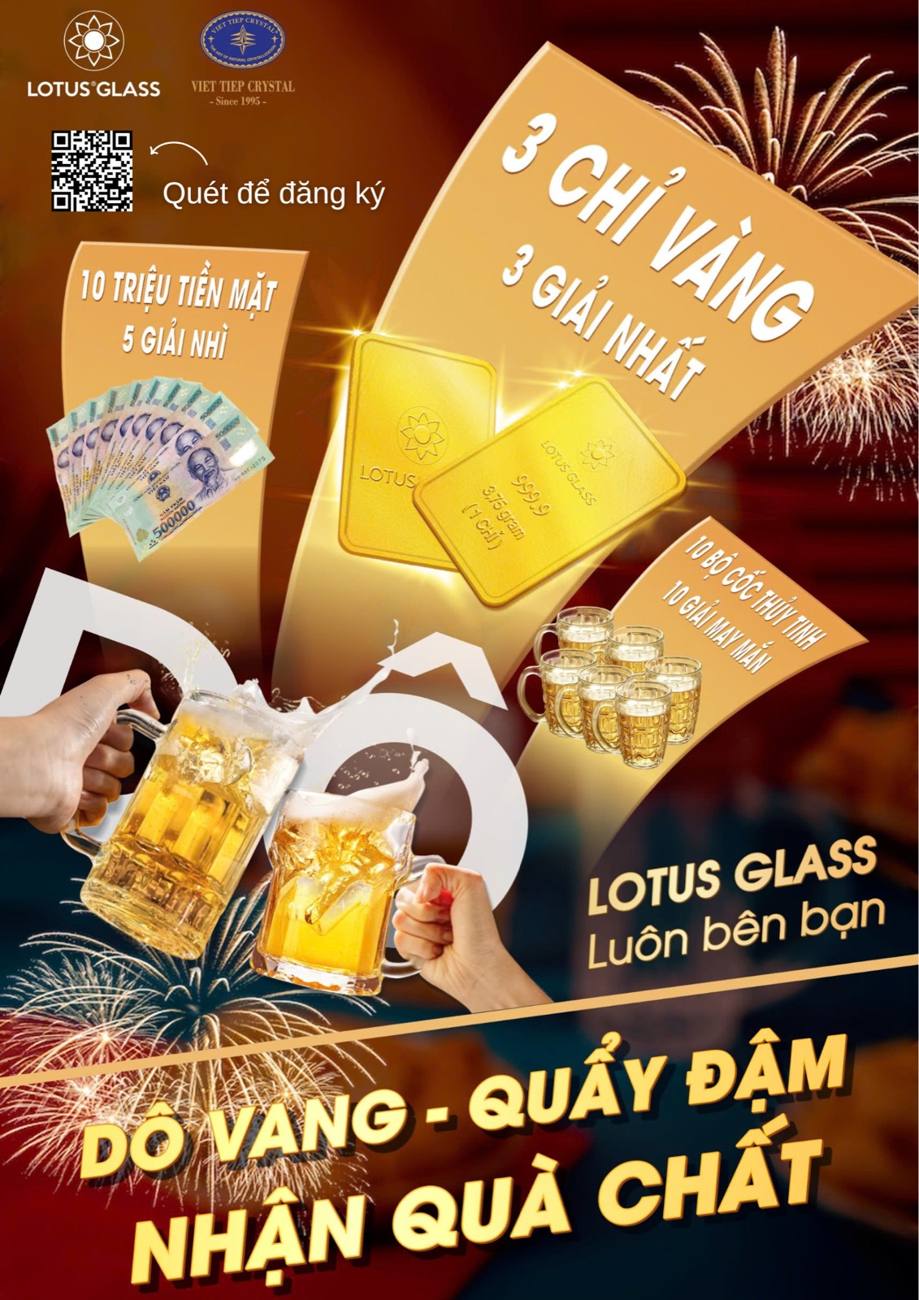 LOTUS®GLASS
VIET TIEP CRYSTAL
VIET TIEP CRYSTAL
- Since 1995 -
Quét để đăng ký
3 CHỈ VÀNG
3 GIẢI NHẤT
10 TRIỆU TIỀN MẶT
5 GIẢI NHÌ
LOTUS
LOTUS GLASS
999.9
3.75 gram
(1 CHỈ)
500000
10 BỘ CỐC THỦY TINH
10 GIẢI MAY MẮN
DÔ
LOTUS GLASS
Luôn bên bạn
DÔ VANG - QUẨY ĐẬM
NHẬN QUÀ CHẤT